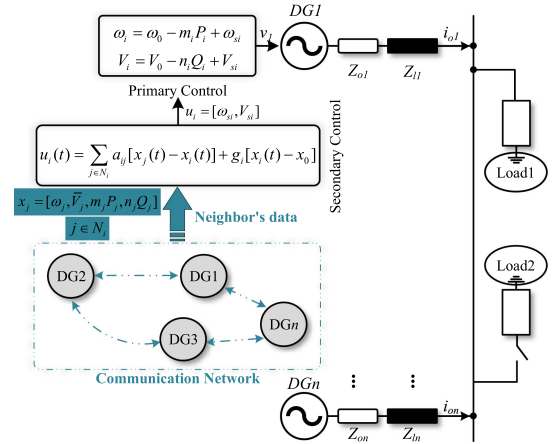 ω_i = ω_0 − m_i P_i + ω_si
V_i = V_0 − n_i Q_i + V_si
v_1
DG1
Z_o1
Z_l1
i_o1
Primary Control
u_i = [ω_si, V_si]
u_i(t) = ∑_{j∈N_i} a_ij[x_j(t) − x_i(t)] + g_i[x_i(t) − x_0]
Secondary Control
Load1
x_j = [ω_j, V̅_j, m_j P_j, n_j Q_j]
j ∈ N_i
Neighbor's data
Load2
DG2
DG1
DGn
DG3
Communication Network
DGn
Z_on
Z_ln
i_on